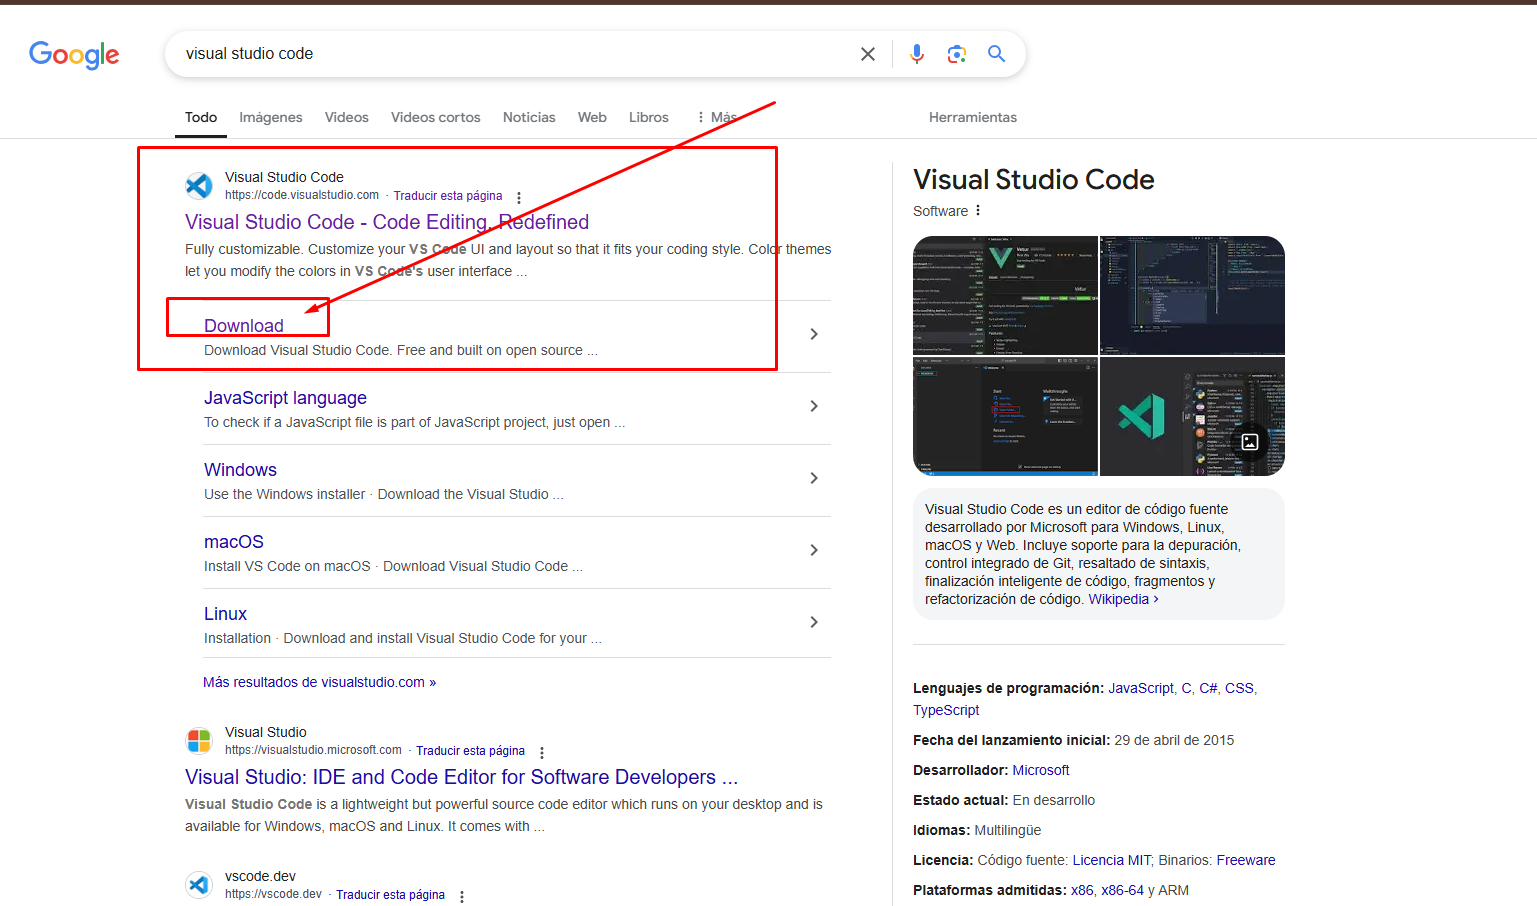 Google
visual studio code
Todo Imágenes Videos Videos cortos Noticias Web Libros Más Herramientas
Visual Studio Code
https://code.visualstudio.com · Traducir esta página
Visual Studio Code - Code Editing. Redefined
Fully customizable. Customize your VS Code UI and layout so that it fits your coding style. Color themes
let you modify the colors in VS Code's user interface ...
Download
Download Visual Studio Code. Free and built on open source ...
JavaScript language
To check if a JavaScript file is part of JavaScript project, just open ...
Windows
Use the Windows installer · Download the Visual Studio ...
macOS
Install VS Code on macOS · Download Visual Studio Code ...
Linux
Installation · Download and install Visual Studio Code for your ...
Más resultados de visualstudio.com »
Visual Studio
https://visualstudio.microsoft.com · Traducir esta página
Visual Studio: IDE and Code Editor for Software Developers ...
Visual Studio Code is a lightweight but powerful source code editor which runs on your desktop and is
available for Windows, macOS and Linux. It comes with ...
vscode.dev
https://vscode.dev · Traducir esta página
Visual Studio Code
Software
Visual Studio Code es un editor de código fuente
desarrollado por Microsoft para Windows, Linux,
macOS y Web. Incluye soporte para la depuración,
control integrado de Git, resaltado de sintaxis,
finalización inteligente de código, fragmentos y
refactorización de código. Wikipedia ›
Lenguajes de programación: JavaScript, C, C#, CSS,
TypeScript
Fecha del lanzamiento inicial: 29 de abril de 2015
Desarrollador: Microsoft
Estado actual: En desarrollo
Idiomas: Multilingüe
Licencia: Código fuente: Licencia MIT; Binarios: Freeware
Plataformas admitidas: x86, x86-64 y ARM